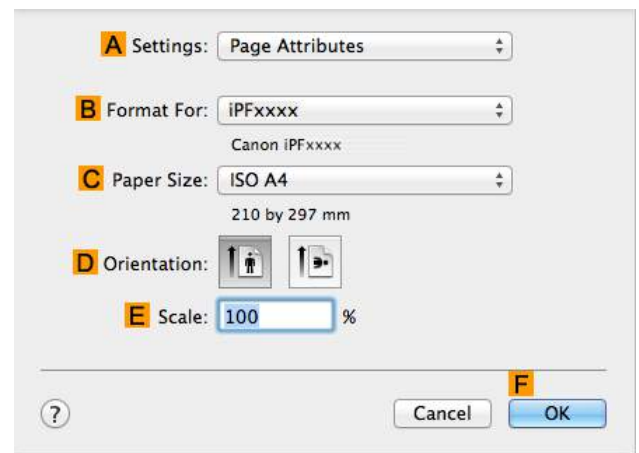 A Settings: Page Attributes
B Format For: iPFxxxx
Canon iPFxxxx
C Paper Size: ISO A4
210 by 297 mm
D Orientation:
E Scale: 100 %
F
? Cancel OK